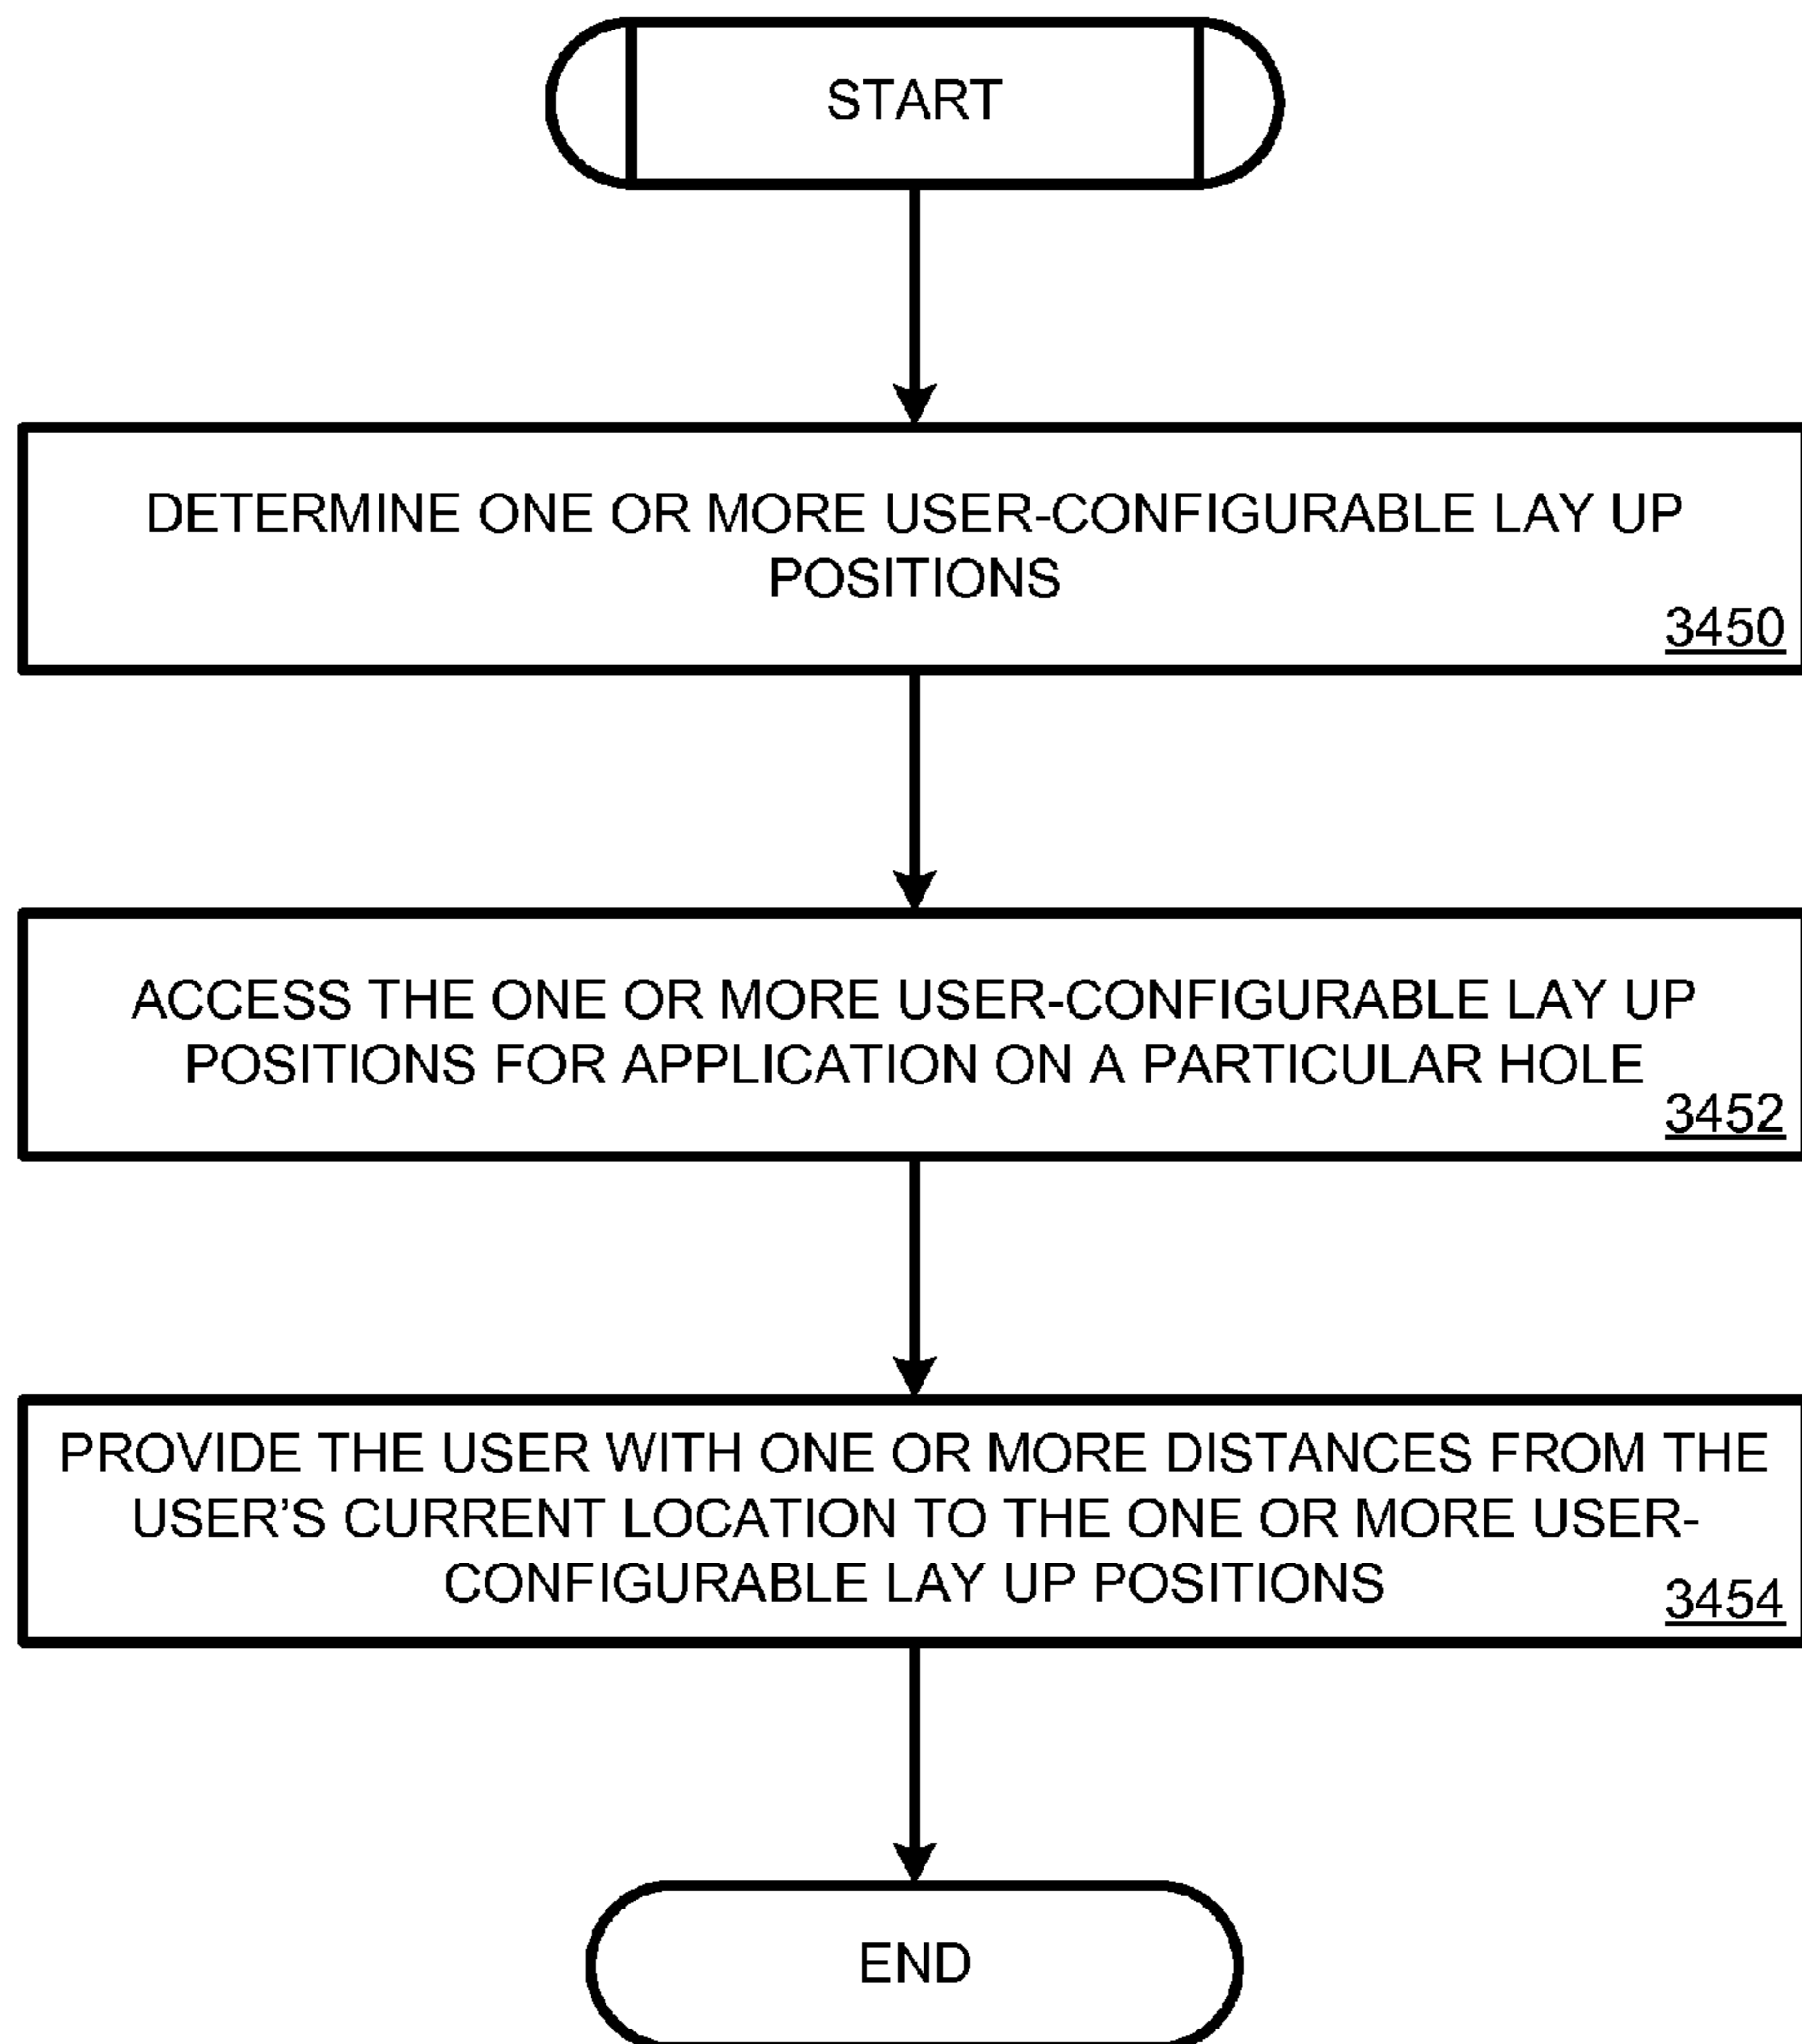 START
DETERMINE ONE OR MORE USER-CONFIGURABLE LAY UP
POSITIONS
3450
ACCESS THE ONE OR MORE USER-CONFIGURABLE LAY UP
POSITIONS FOR APPLICATION ON A PARTICULAR HOLE
3452
PROVIDE THE USER WITH ONE OR MORE DISTANCES FROM THE
USER'S CURRENT LOCATION TO THE ONE OR MORE USER-
CONFIGURABLE LAY UP POSITIONS
3454
END